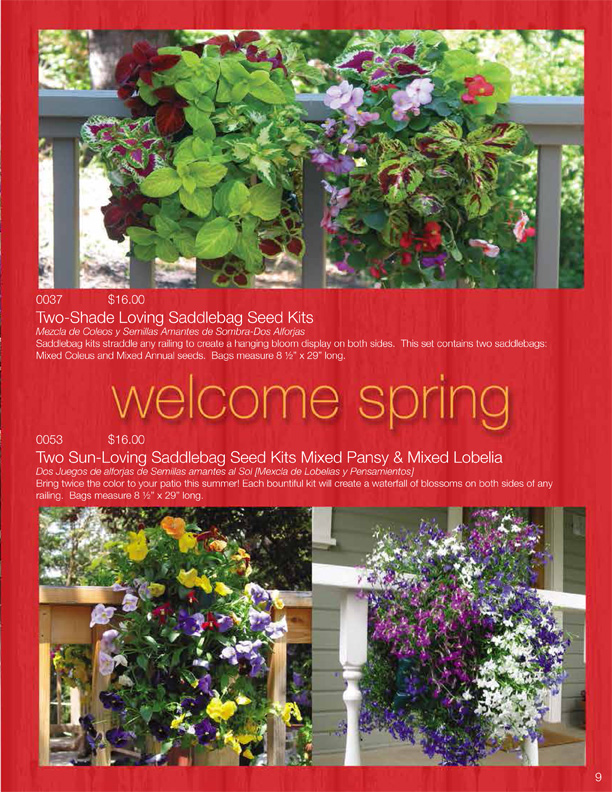 0037 $16.00
Two-Shade Loving Saddlebag Seed Kits
Mezcla de Coleos y Semillas Amantes de Sombra-Dos Alforjas
Saddlebag kits straddle any railing to create a hanging bloom display on both sides. This set contains two saddlebags:
Mixed Coleus and Mixed Annual seeds. Bags measure 8 ½" x 29" long.
welcome spring
0053 $16.00
Two Sun-Loving Saddlebag Seed Kits Mixed Pansy & Mixed Lobelia
Dos Juegos de alforjas de Semillas amantes al Sol [Mexcla de Lobelias y Pensamientos]
Bring twice the color to your patio this summer! Each bountiful kit will create a waterfall of blossoms on both sides of any
railing. Bags measure 8 ½" x 29" long.
9